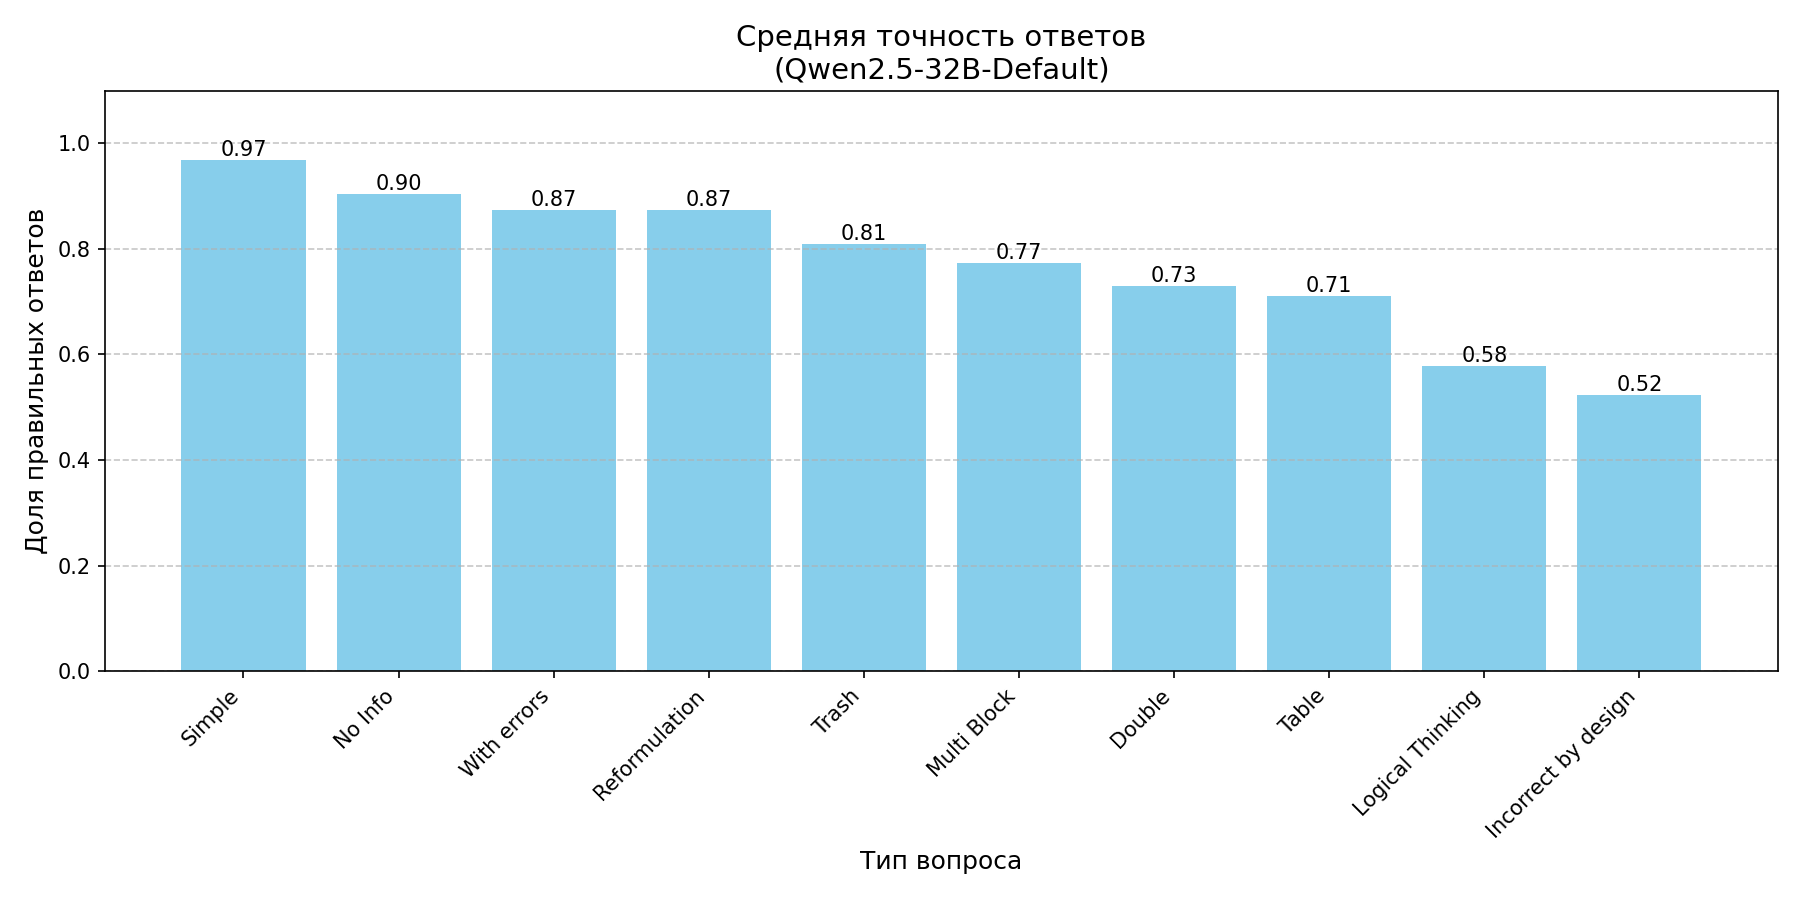 Средняя точность ответов
(Qwen2.5-32B-Default)
Доля правильных ответов
1.0
0.8
0.6
0.4
0.2
0.0
0.97
0.90
0.87
0.87
0.81
0.77
0.73
0.71
0.58
0.52
Simple
No Info
With errors
Reformulation
Trash
Multi Block
Double
Table
Logical Thinking
Incorrect by design
Тип вопроса